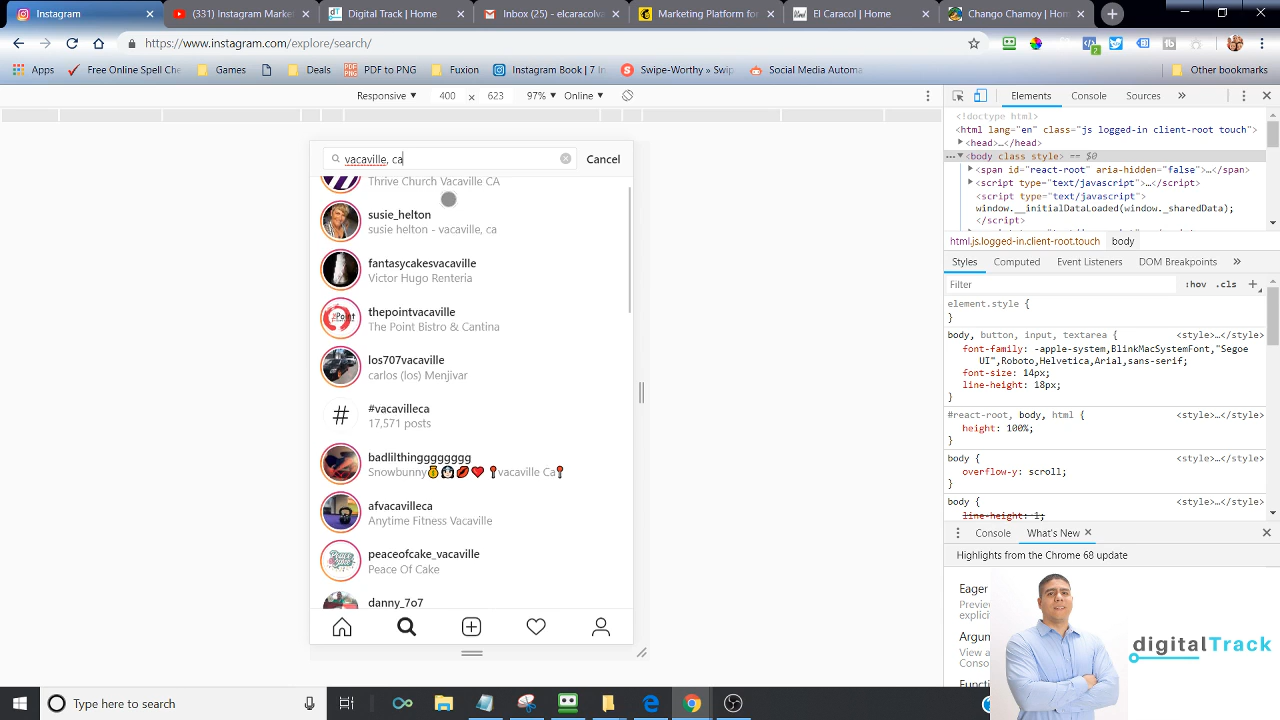 Instagram
(331) Instagram Marke
Digital Track | Home
Inbox (25) - elcaracolv
Marketing Platform fo
El Caracol | Home
Chango Chamoy | Hom
https://www.instagram.com/explore/search/
Apps
Free Online Spell Che
Games
Deals
PDF to PNG
Fuxion
Instagram Book | 7 In
Swipe-Worthy » Swip
Social Media Automa
Other bookmarks
Responsive ▾ 400 x 623 97% ▾ Online ▾
Elements Console Sources »
<!doctype html>
<html lang="en" class="js logged-in client-root touch">
▶<head>…</head>
…▼<body class style> == $0
▶<span id="react-root" aria-hidden="false">…</span>
▶<script type="text/javascript">…</script>
<script type="text/javascript">
window.__initialDataLoaded(window._sharedData);
</script>
html.js.logged-in.client-root.touch body
Styles Computed Event Listeners DOM Breakpoints »
Filter :hov .cls +
element.style {
}
body, button, input, textarea { <style>…</style>
font-family: -apple-system,BlinkMacSystemFont,"Segoe
UI",Roboto,Helvetica,Arial,sans-serif;
font-size: 14px;
line-height: 18px;
}
#react-root, body, html { <style>…</style>
height: 100%;
}
body { <style>…</style>
overflow-y: scroll;
}
body { <style>…</style>
line-height: 1;
Console What's New ×
Highlights from the Chrome 68 update
Eager
Previe
explici
Argun
View a
Conso
Functi
vacaville, ca
Cancel
Thrive Church Vacaville CA
susie_helton
susie helton - vacaville, ca
fantasycakesvacaville
Victor Hugo Renteria
thepointvacaville
The Point Bistro & Cantina
los707vacaville
carlos (los) Menjivar
#
#vacavilleca
17,571 posts
badlilthinggggggg
Snowbunny💰👰💋❤️📍vacaville Ca📍
afvacavilleca
Anytime Fitness Vacaville
peaceofcake_vacaville
Peace Of Cake
danny_7o7
digitalTrack
Type here to search